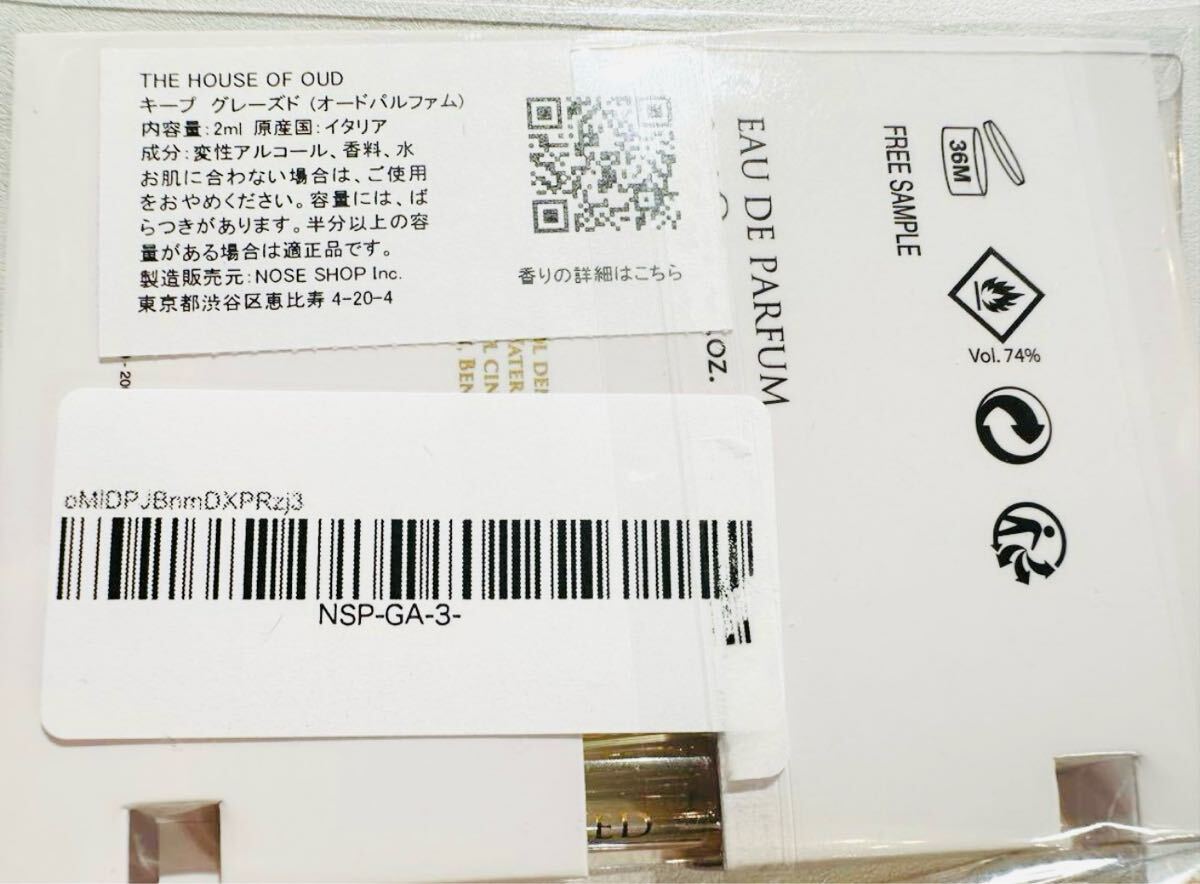 THE HOUSE OF OUD
キープ グレーズド (オードパルファム)
内容量:2ml 原産国:イタリア
成分:変性アルコール、香料、水
お肌に合わない場合は、ご使用
をおやめください。容量には、ば
らつきがあります。半分以上の容
量がある場合は適正品です。
製造販売元:NOSE SHOP Inc.
東京都渋谷区恵比寿 4-20-4
香りの詳細はこちら
EAU DE PARFUM
OZ.
FREE SAMPLE
36M
Vol. 74%
oMlDPJBnmDXPRzj3
NSP-GA-3-